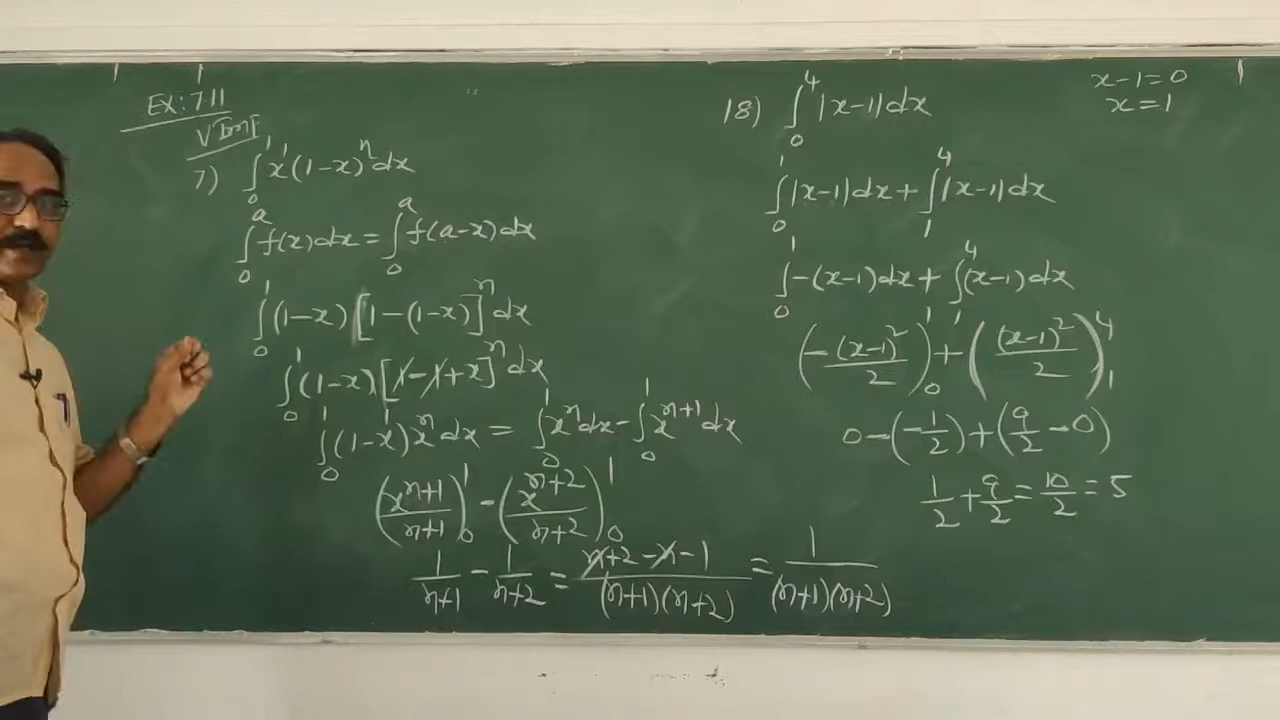 Ex: 7.11
V IMP
7) ∫₀¹ x¹(1-x)ⁿ dx
∫₀ᵃ f(x) dx = ∫₀ᵃ f(a-x) dx
∫₀¹ (1-x) [1-(1-x)]ⁿ dx
∫₀¹ (1-x) [1-1+x]ⁿ dx
∫₀¹ (1-x¹) xⁿ dx = ∫₀¹ xⁿ dx - ∫₀¹ xⁿ⁺¹ dx
(xⁿ⁺¹/n+1)₀¹ - (xⁿ⁺²/n+2)₀¹
1/n+1 - 1/n+2 = n+2-n-1/(n+1)(n+2) = 1/(n+1)(n+2)
18) ∫₀⁴ |x-1| dx
x-1=0
x=1
∫₀¹ |x-1| dx + ∫₁⁴ |x-1| dx
∫₀¹ -(x-1) dx + ∫₁⁴ (x-1) dx
(-(x-1)²/2)₀¹ + ((x-1)²/2)₁⁴
0-(-1/2)+(9/2-0)
1/2+9/2=10/2=5